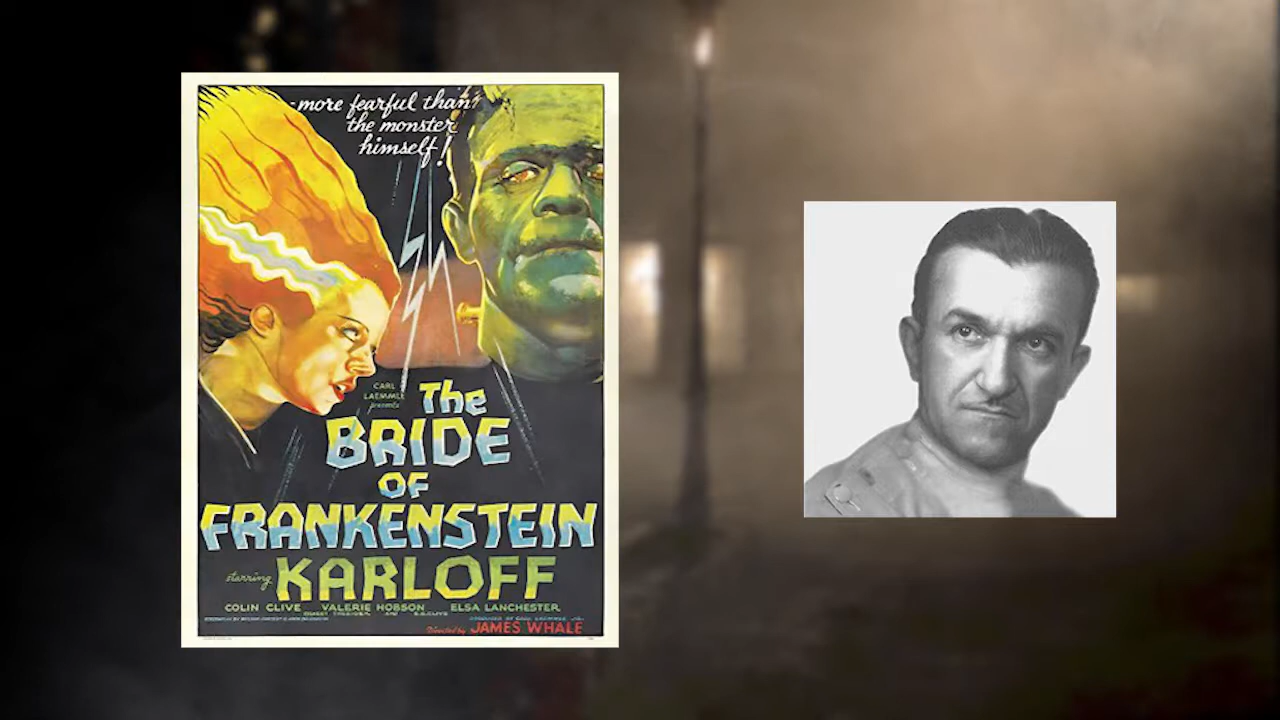 more fearful than
the monster
himself!
CARL
LAEMMLE
presents
The
BRIDE
OF
FRANKENSTEIN
starring KARLOFF
COLIN CLIVE VALERIE HOBSON ELSA LANCHESTER
Directed by JAMES WHALE